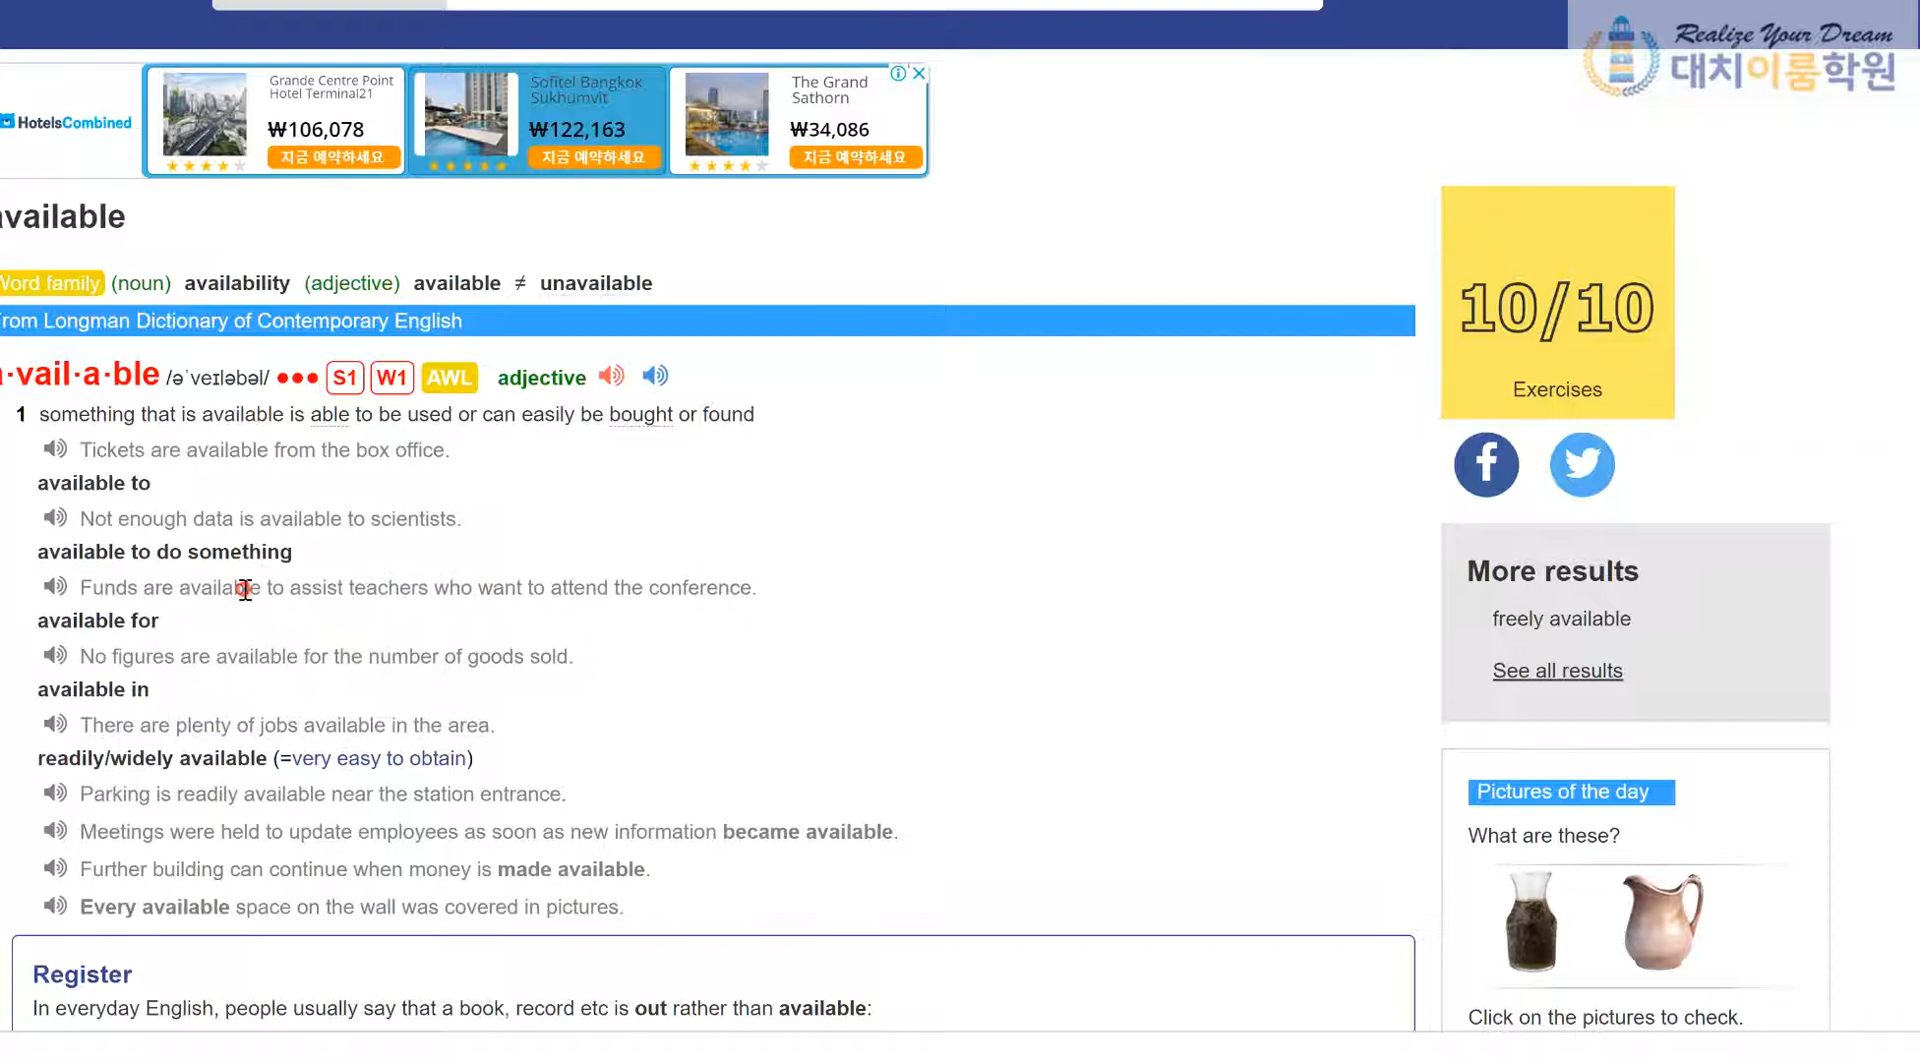 Realize Your Dream
대치이룸학원
HotelsCombined
Grande Centre Point
Hotel Terminal21
₩106,078
지금 예약하세요
Sofitel Bangkok
Sukhumvit
₩122,163
지금 예약하세요
The Grand
Sathorn
₩34,086
지금 예약하세요
available
Word family (noun) availability (adjective) available ≠ unavailable
From Longman Dictionary of Contemporary English
a·vail·a·ble /əˈveɪləbəl/ ●●● S1 W1 AWL adjective
1 something that is available is able to be used or can easily be bought or found
Tickets are available from the box office.
available to
Not enough data is available to scientists.
available to do something
Funds are available to assist teachers who want to attend the conference.
available for
No figures are available for the number of goods sold.
available in
There are plenty of jobs available in the area.
readily/widely available (=very easy to obtain)
Parking is readily available near the station entrance.
Meetings were held to update employees as soon as new information became available.
Further building can continue when money is made available.
Every available space on the wall was covered in pictures.
Register
In everyday English, people usually say that a book, record etc is out rather than available:
10/10
Exercises
More results
freely available
See all results
Pictures of the day
What are these?
Click on the pictures to check.